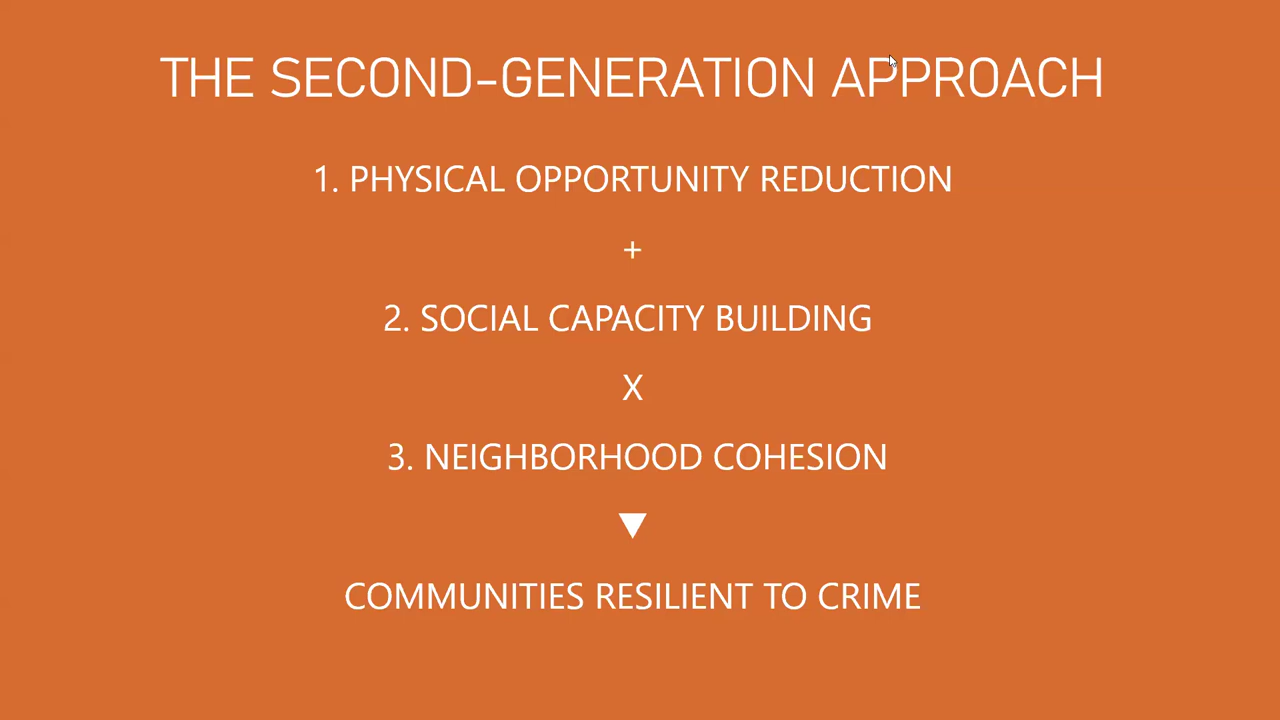 THE SECOND-GENERATION APPROACH
1. PHYSICAL OPPORTUNITY REDUCTION
+
2. SOCIAL CAPACITY BUILDING
X
3. NEIGHBORHOOD COHESION
▼
COMMUNITIES RESILIENT TO CRIME